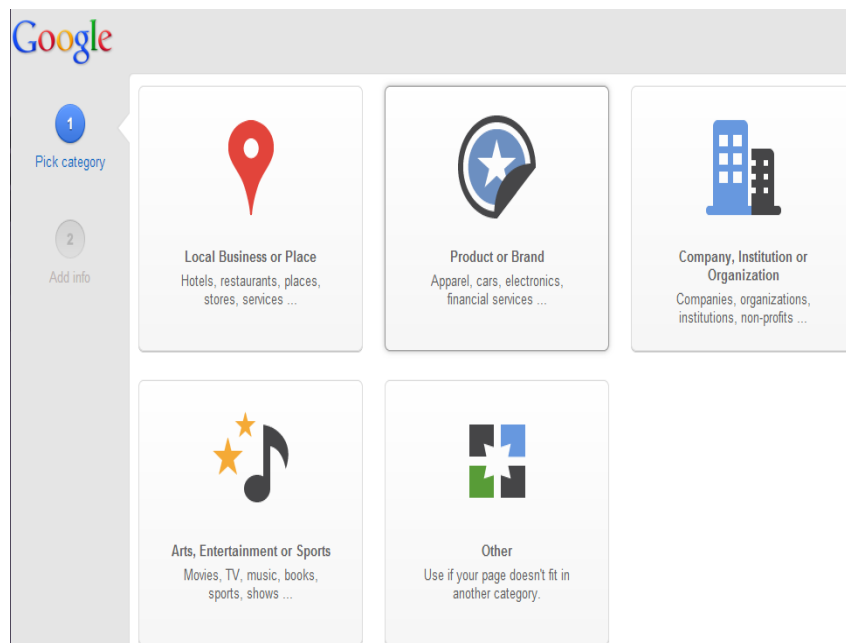 Google
1
Pick category
2
Add info
Local Business or Place
Hotels, restaurants, places,
stores, services ...
Product or Brand
Apparel, cars, electronics,
financial services ...
Company, Institution or
Organization
Companies, organizations,
institutions, non-profits ...
Arts, Entertainment or Sports
Movies, TV, music, books,
sports, shows ...
Other
Use if your page doesn't fit in
another category.